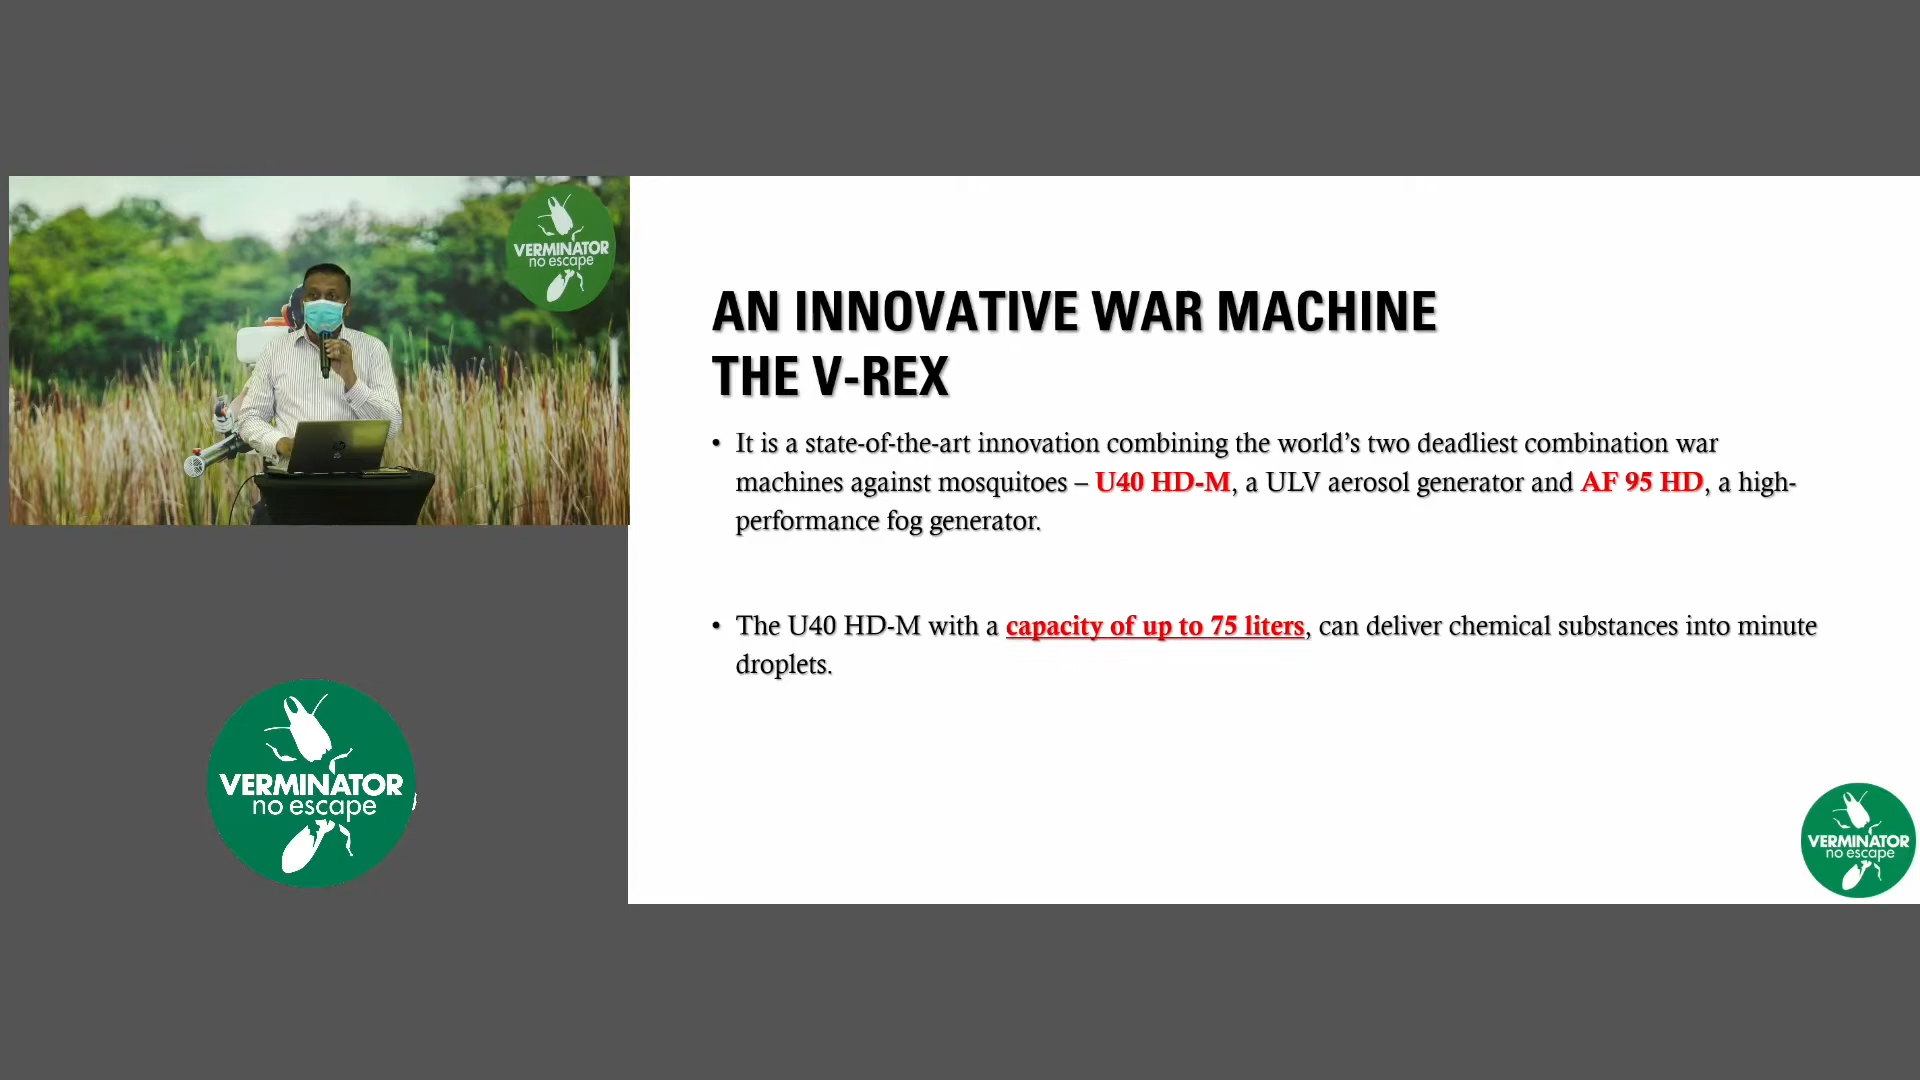 VERMINATOR
no escape
AN INNOVATIVE WAR MACHINE
THE V-REX
• It is a state-of-the-art innovation combining the world’s two deadliest combination war
machines against mosquitoes – U40 HD-M, a ULV aerosol generator and AF 95 HD, a high-
performance fog generator.
• The U40 HD-M with a capacity of up to 75 liters, can deliver chemical substances into minute
droplets.
VERMINATOR
no escape
VERMINATOR
no escape